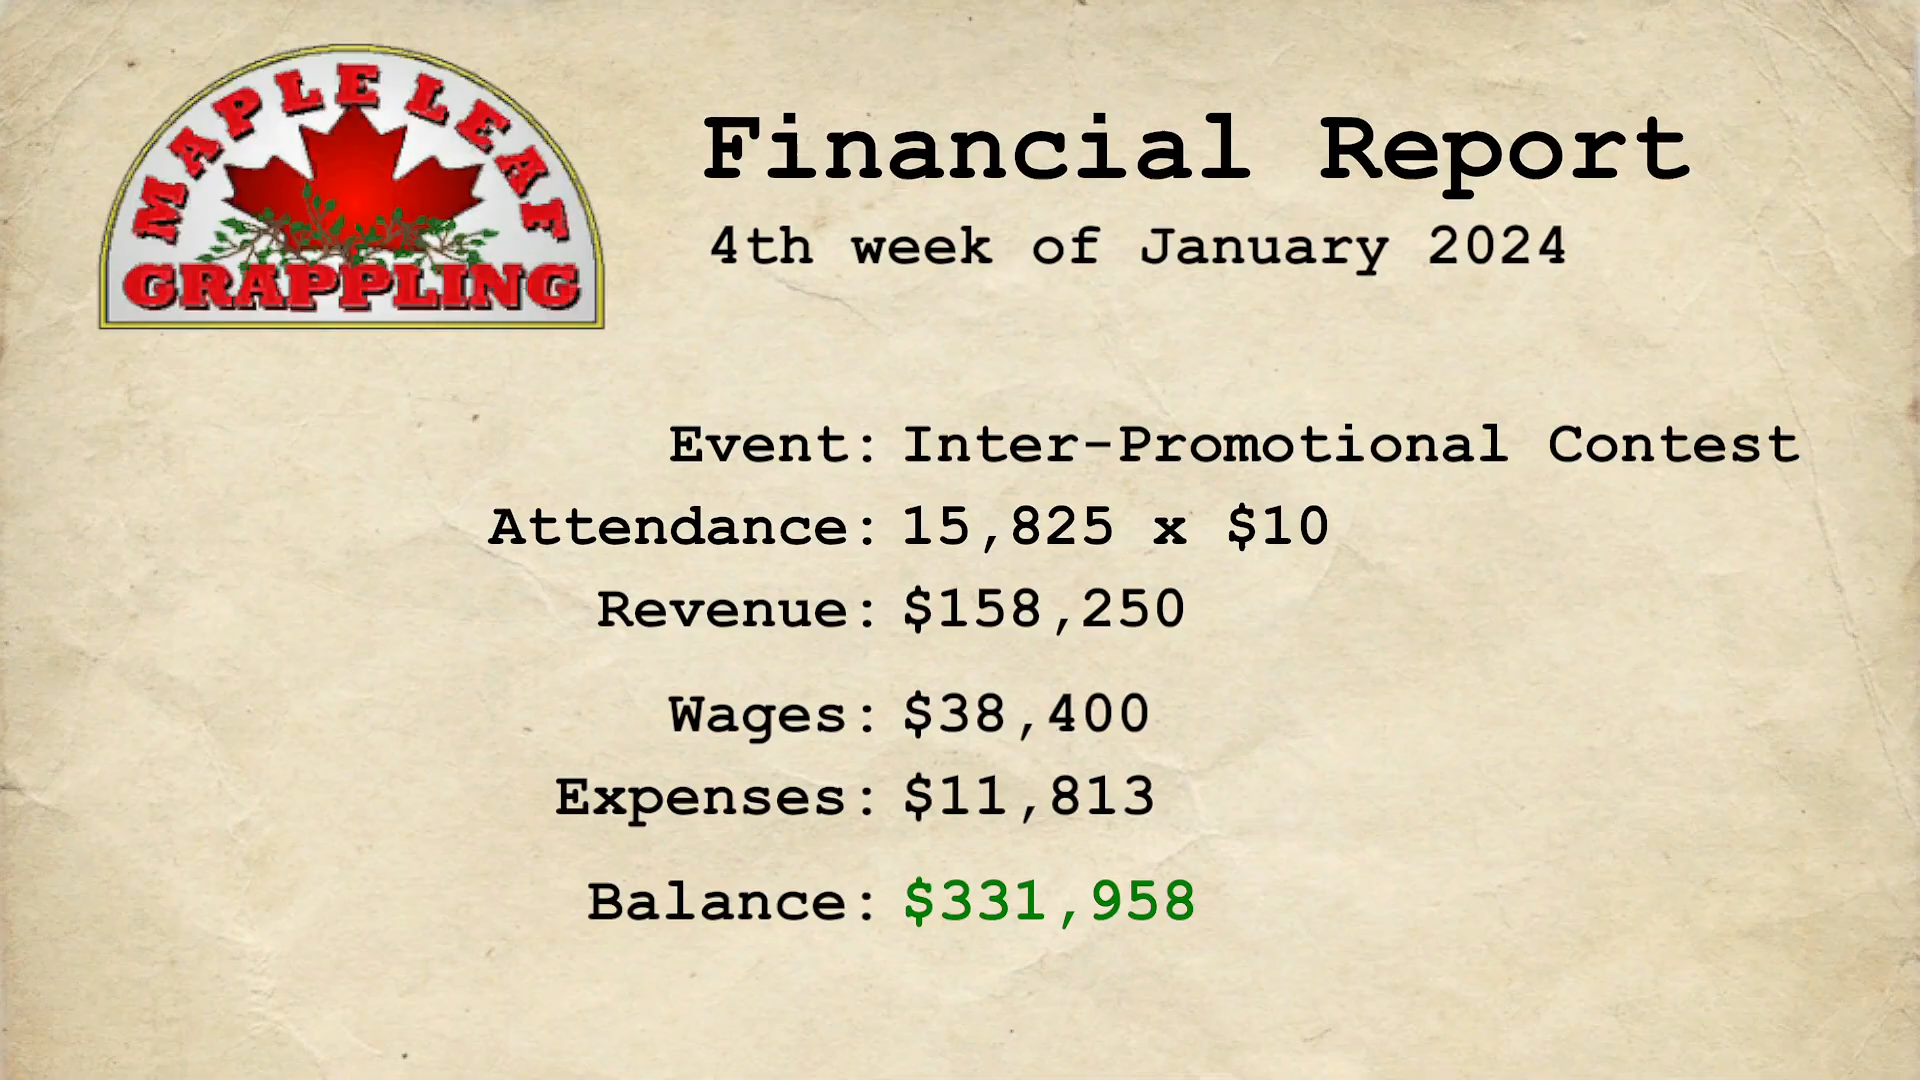 MAPLE LEAF
GRAPPLING
Financial Report
4th week of January 2024
Event: Inter-Promotional Contest
Attendance: 15,825 x $10
Revenue: $158,250
Wages: $38,400
Expenses: $11,813
Balance: $331,958